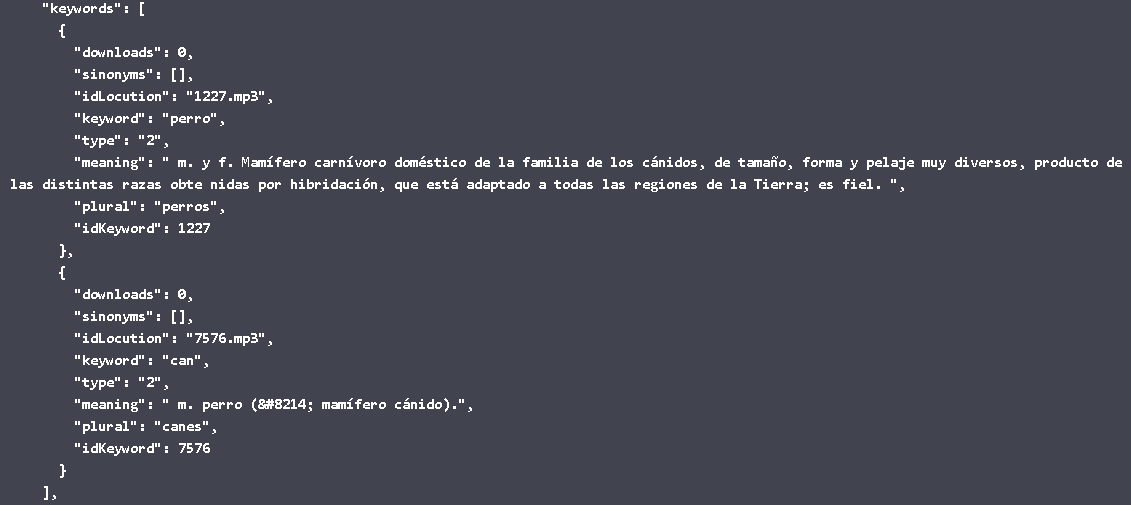 "keywords": [
{
"downloads": 0,
"sinonyms": [],
"idLocution": "1227.mp3",
"keyword": "perro",
"type": "2",
"meaning": " m. y f. Mamífero carnívoro doméstico de la familia de los cánidos, de tamaño, forma y pelaje muy diversos, producto de
las distintas razas obte nidas por hibridación, que está adaptado a todas las regiones de la Tierra; es fiel. ",
"plural": "perros",
"idKeyword": 1227
},
{
"downloads": 0,
"sinonyms": [],
"idLocution": "7576.mp3",
"keyword": "can",
"type": "2",
"meaning": " m. perro (&#8214; mamífero cánido).",
"plural": "canes",
"idKeyword": 7576
}
],